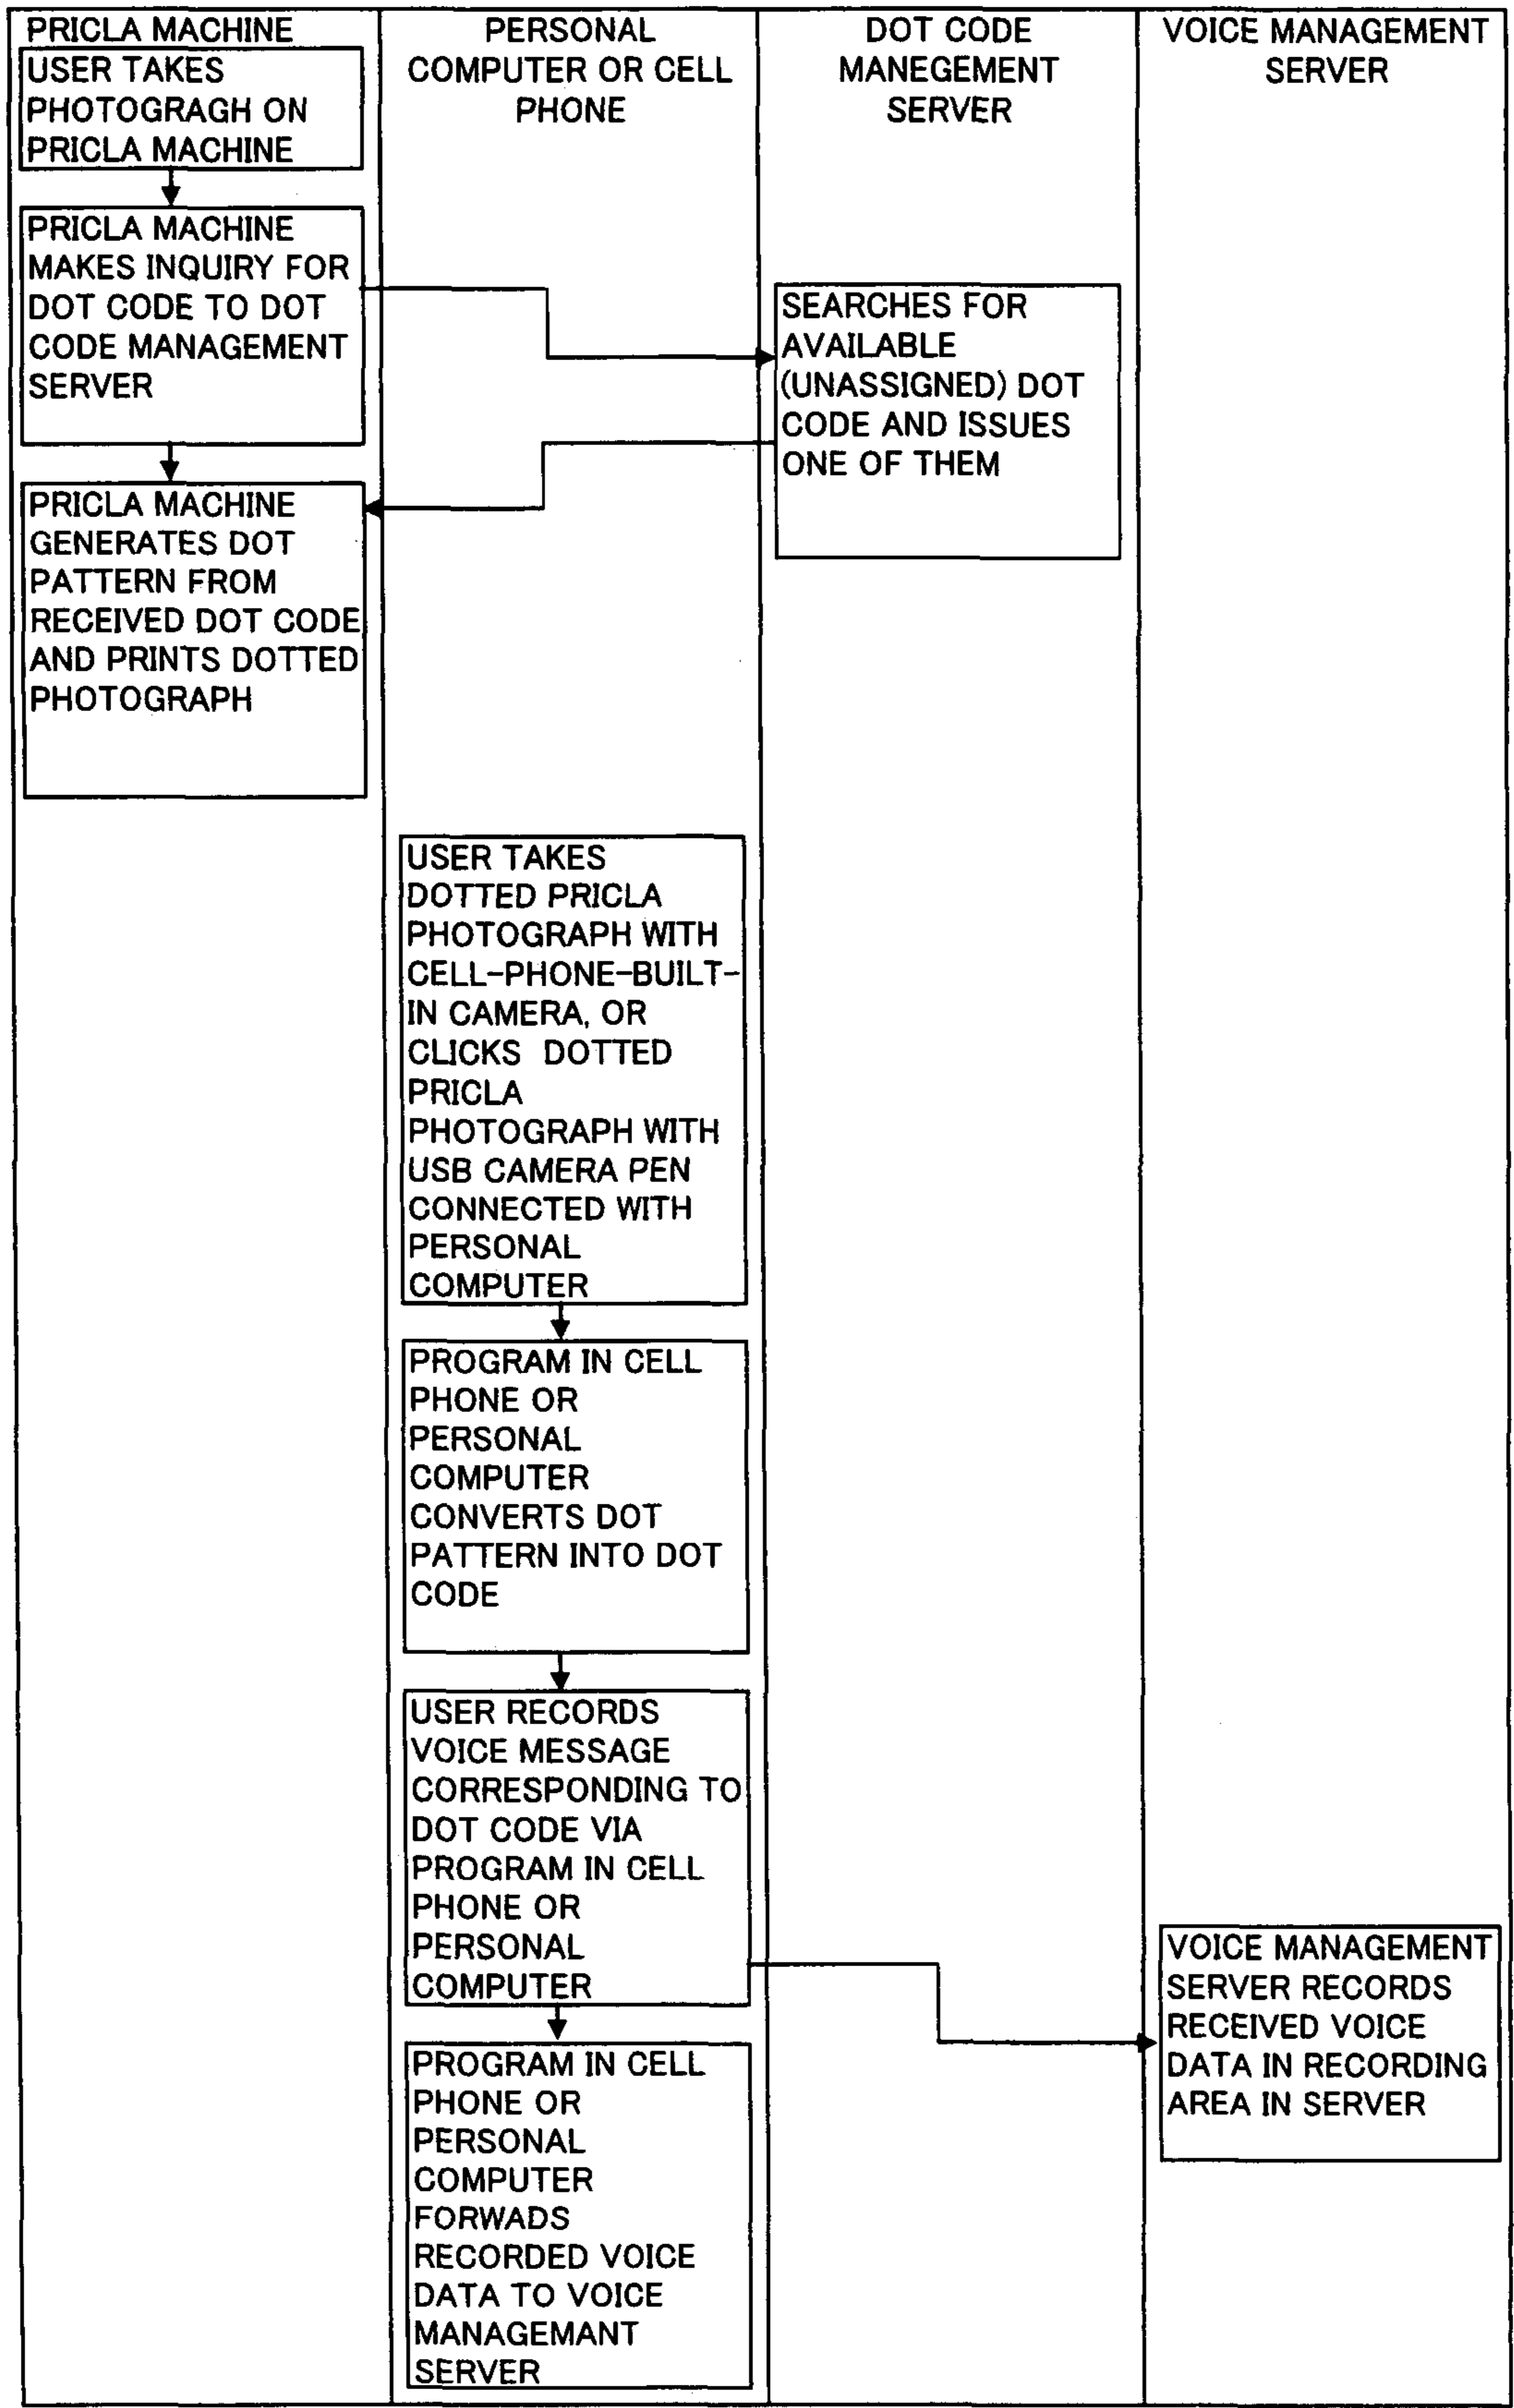 PRICLA MACHINE
USER TAKES
PHOTOGRAGH ON
PRICLA MACHINE
PRICLA MACHINE
MAKES INQUIRY FOR
DOT CODE TO DOT
CODE MANAGEMENT
SERVER
PRICLA MACHINE
GENERATES DOT
PATTERN FROM
RECEIVED DOT CODE
AND PRINTS DOTTED
PHOTOGRAPH
PERSONAL
COMPUTER OR CELL
PHONE
USER TAKES
DOTTED PRICLA
PHOTOGRAPH WITH
CELL-PHONE-BUILT-
IN CAMERA, OR
CLICKS DOTTED
PRICLA
PHOTOGRAPH WITH
USB CAMERA PEN
CONNECTED WITH
PERSONAL
COMPUTER
PROGRAM IN CELL
PHONE OR
PERSONAL
COMPUTER
CONVERTS DOT
PATTERN INTO DOT
CODE
USER RECORDS
VOICE MESSAGE
CORRESPONDING TO
DOT CODE VIA
PROGRAM IN CELL
PHONE OR
PERSONAL
COMPUTER
PROGRAM IN CELL
PHONE OR
PERSONAL
COMPUTER
FORWADS
RECORDED VOICE
DATA TO VOICE
MANAGEMANT
SERVER
DOT CODE
MANEGEMENT
SERVER
SEARCHES FOR
AVAILABLE
(UNASSIGNED) DOT
CODE AND ISSUES
ONE OF THEM
VOICE MANAGEMENT
SERVER
VOICE MANAGEMENT
SERVER RECORDS
RECEIVED VOICE
DATA IN RECORDING
AREA IN SERVER